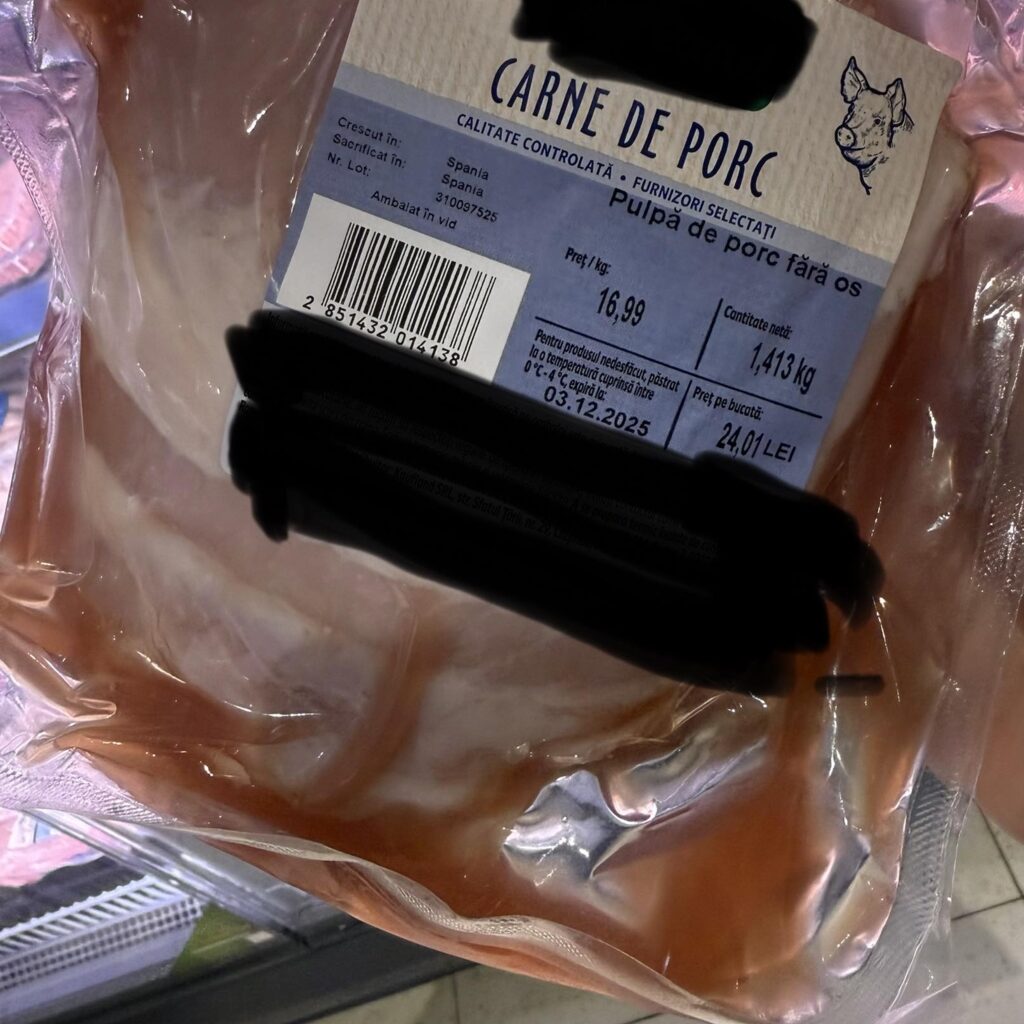 CARNE DE PORC
CALITATE CONTROLATĂ • FURNIZORI SELECTAȚI
Pulpă de porc fără os
Crescut în: Spania
Sacrificat în: Spania
Nr. Lot: 310097525
Ambalat în vid
2 851432 014138
Preț / kg:
16,99
Cantitate netă:
1,413 kg
Pentru produsul nedesfăcut, păstrat
la o temperatură cuprinsă între
0°C - 4°C, expiră la:
03.12.2025
Preț pe bucată:
24,01 LEI